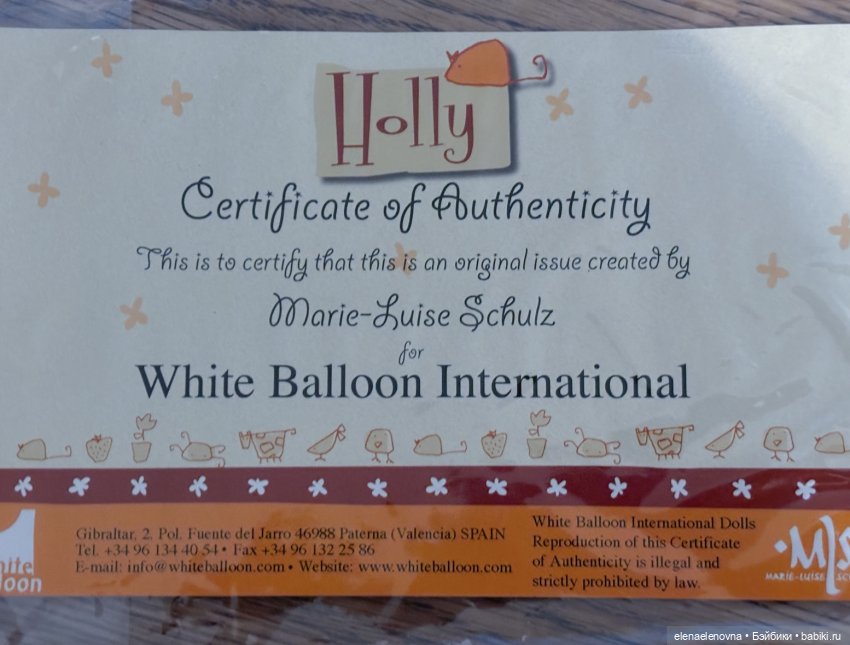 Holly
Certificate of Authenticity
This is to certify that this is an original issue created by
Marie-Luise Schulz
for
White Balloon International
Gibraltar, 2. Pol. Fuente del Jarro 46988 Paterna (Valencia) SPAIN
Tel. +34 96 134 40 54 • Fax +34 96 132 25 86
E-mail: info@whiteballoon.com • Website: www.whiteballoon.com
White Balloon International Dolls
Reproduction of this Certificate
of Authenticity is illegal and
strictly prohibited by law.
MARIE-LUISE
elenaelenovna • Бэйбики • babiki.ru